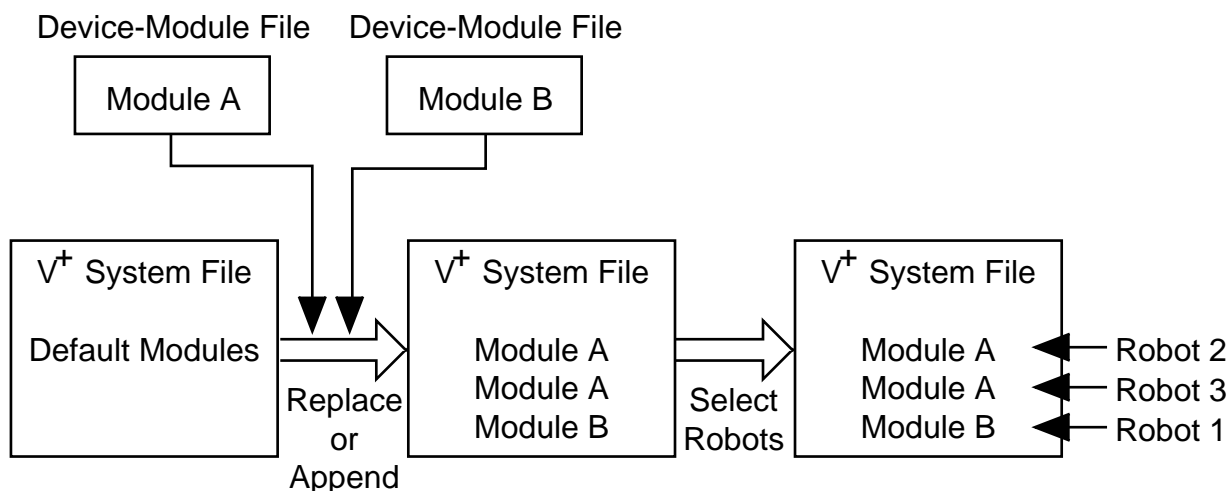 Device-Module File
Device-Module File
Module A
Module B
V+ System File
Default Modules
Replace
or
Append
V+ System File
Module A
Module A
Module B
Select
Robots
V+ System File
Module A
Module A
Module B
Robot 2
Robot 3
Robot 1